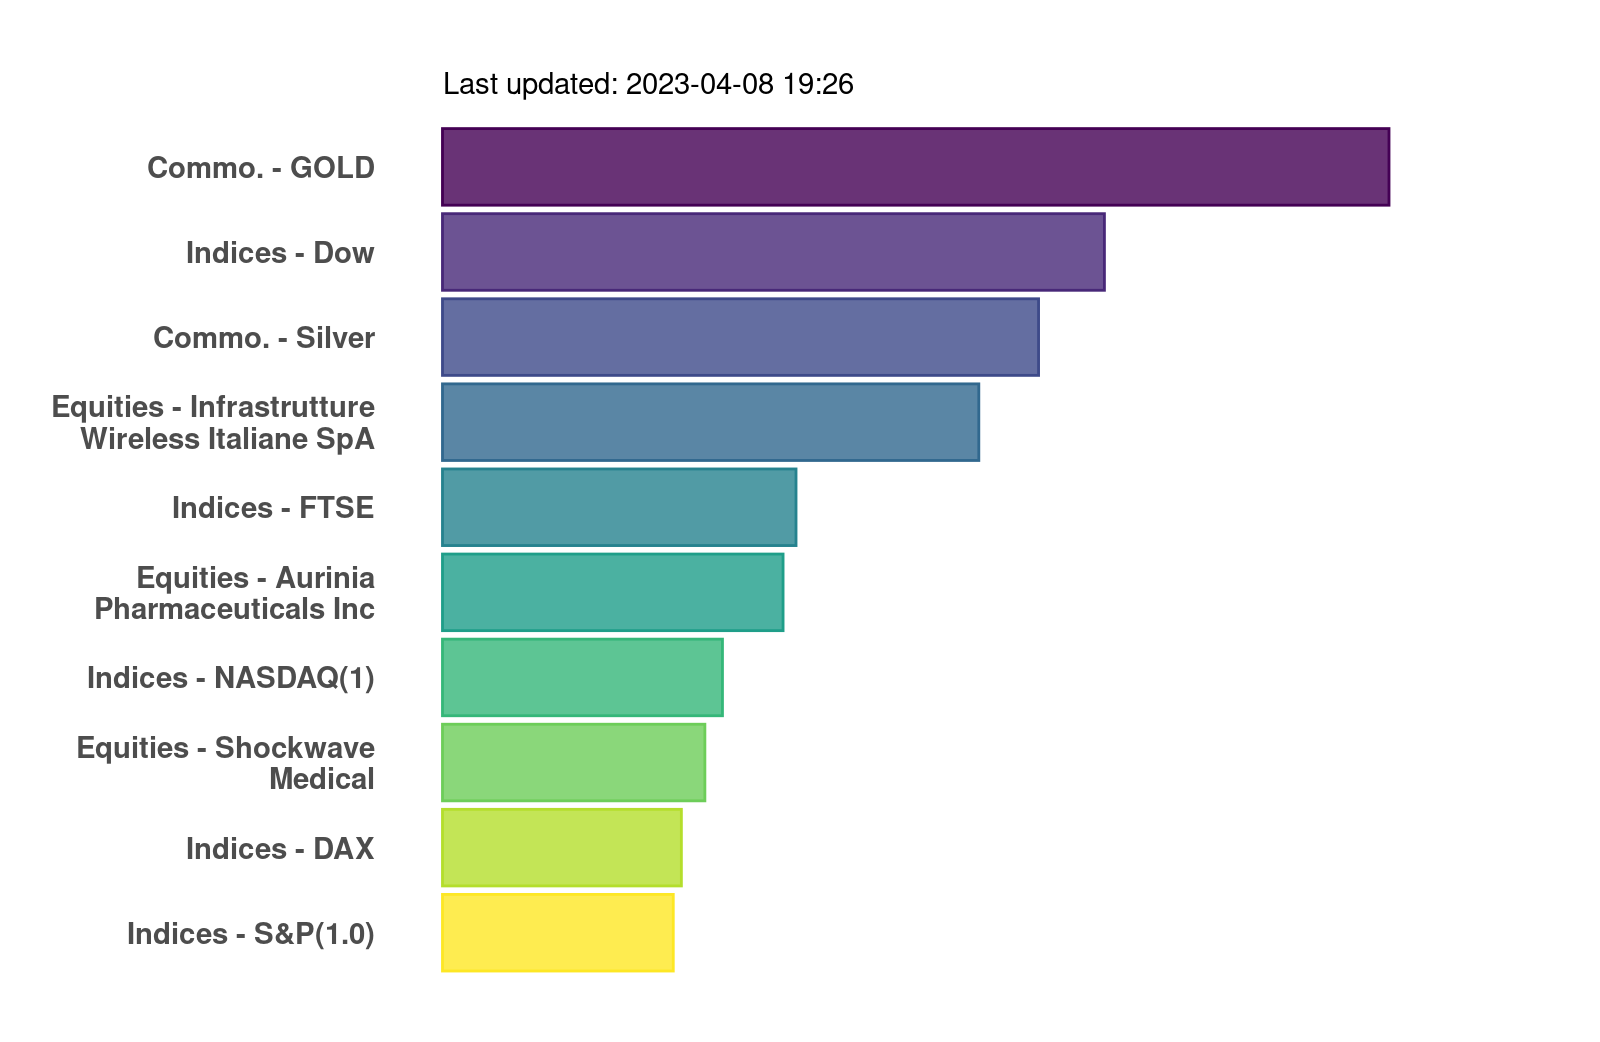 Last updated: 2023-04-08 19:26
Commo. - GOLD
Indices - Dow
Commo. - Silver
Equities - Infrastrutture
Wireless Italiane SpA
Indices - FTSE
Equities - Aurinia
Pharmaceuticals Inc
Indices - NASDAQ(1)
Equities - Shockwave
Medical
Indices - DAX
Indices - S&P(1.0)